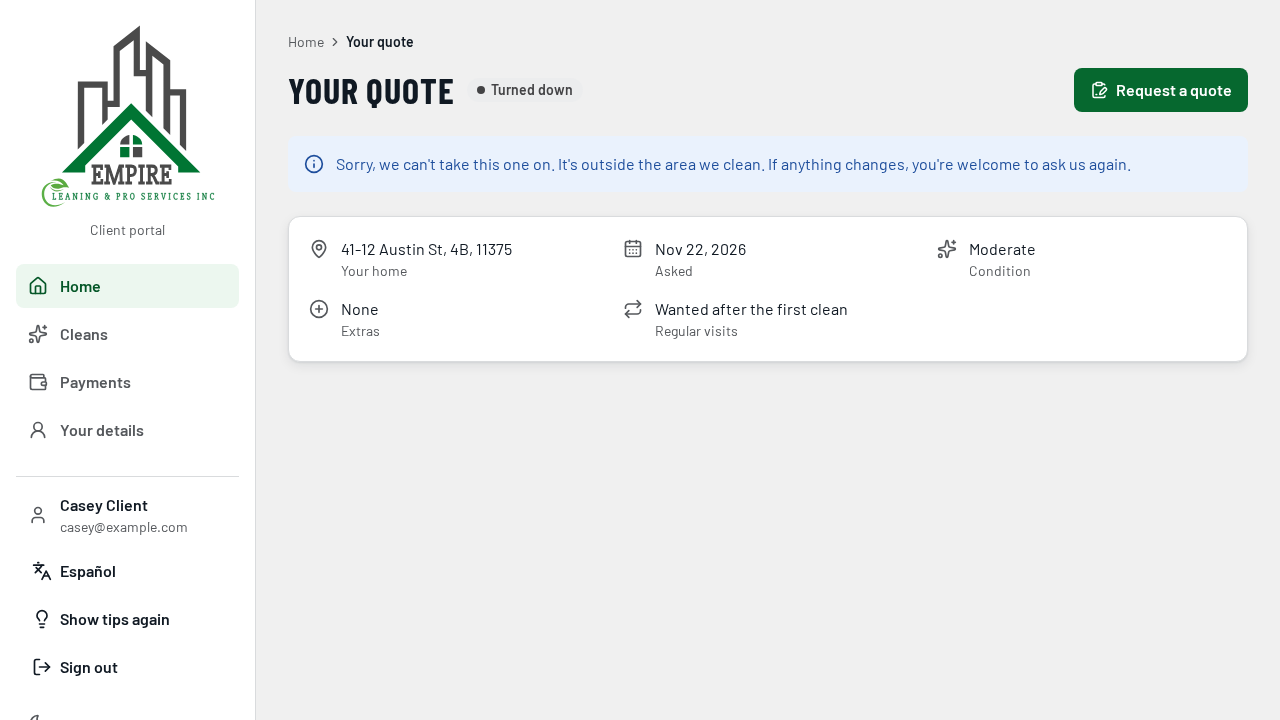 EMPIRE
LEANING & PRO SERVICES INC
Client portal
Home
Cleans
Payments
Your details
Casey Client
casey@example.com
Español
Show tips again
Sign out
Home > Your quote
YOUR QUOTE
Turned down
Request a quote
Sorry, we can't take this one on. It's outside the area we clean. If anything changes, you're welcome to ask us again.
41-12 Austin St, 4B, 11375
Your home
Nov 22, 2026
Asked
Moderate
Condition
None
Extras
Wanted after the first clean
Regular visits